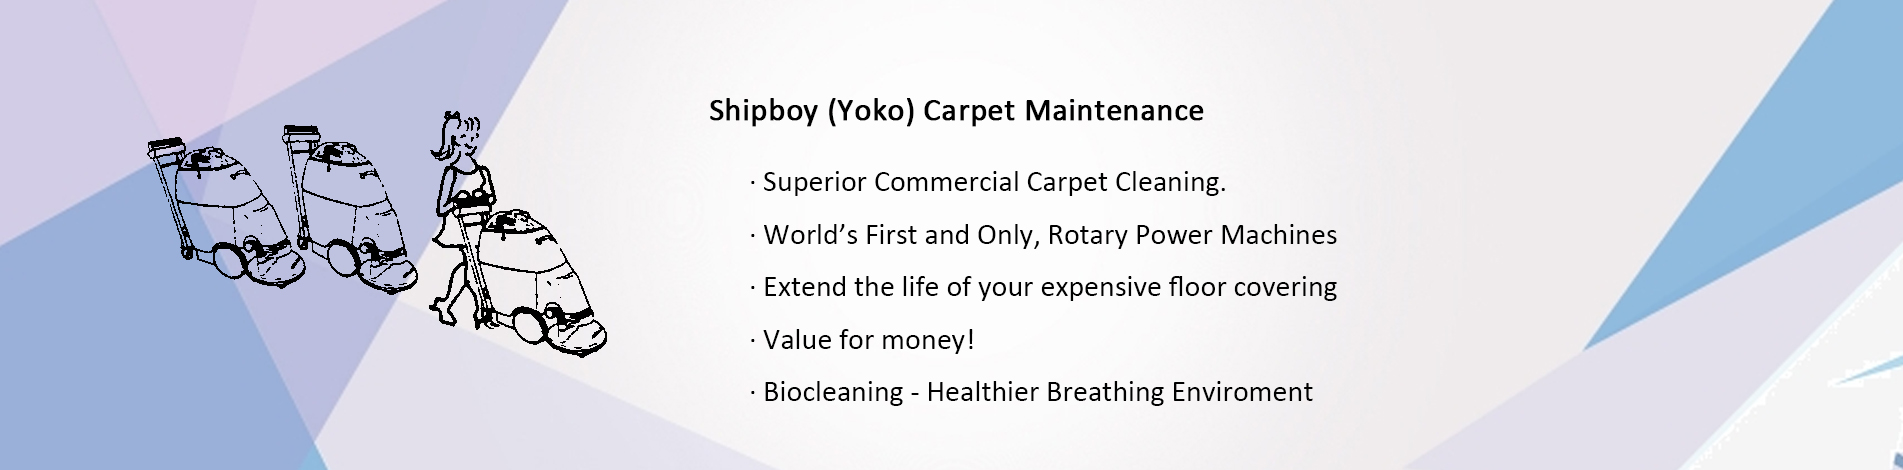 Shipboy (Yoko) Carpet Maintenance
· Superior Commercial Carpet Cleaning.
· World’s First and Only, Rotary Power Machines
· Extend the life of your expensive floor covering
· Value for money!
· Biocleaning - Healthier Breathing Enviroment